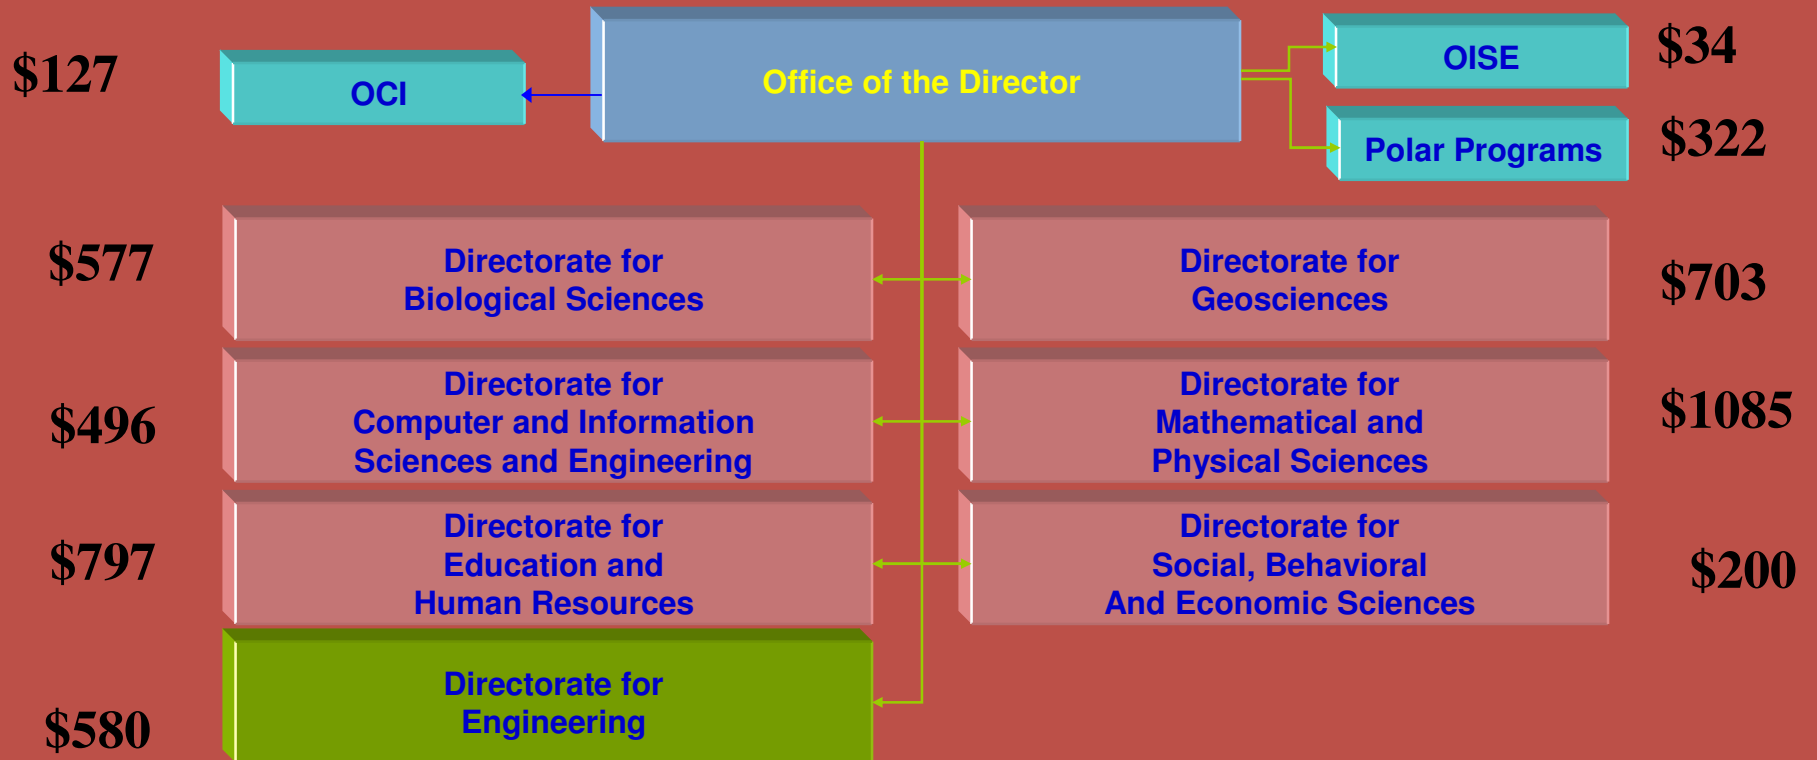 $127
OCI
Office of the Director
OISE
$34
Polar Programs
$322
$577
Directorate for
Biological Sciences
Directorate for
Geosciences
$703
$496
Directorate for
Computer and Information
Sciences and Engineering
Directorate for
Mathematical and
Physical Sciences
$1085
$797
Directorate for
Education and
Human Resources
Directorate for
Social, Behavioral
And Economic Sciences
$200
$580
Directorate for
Engineering